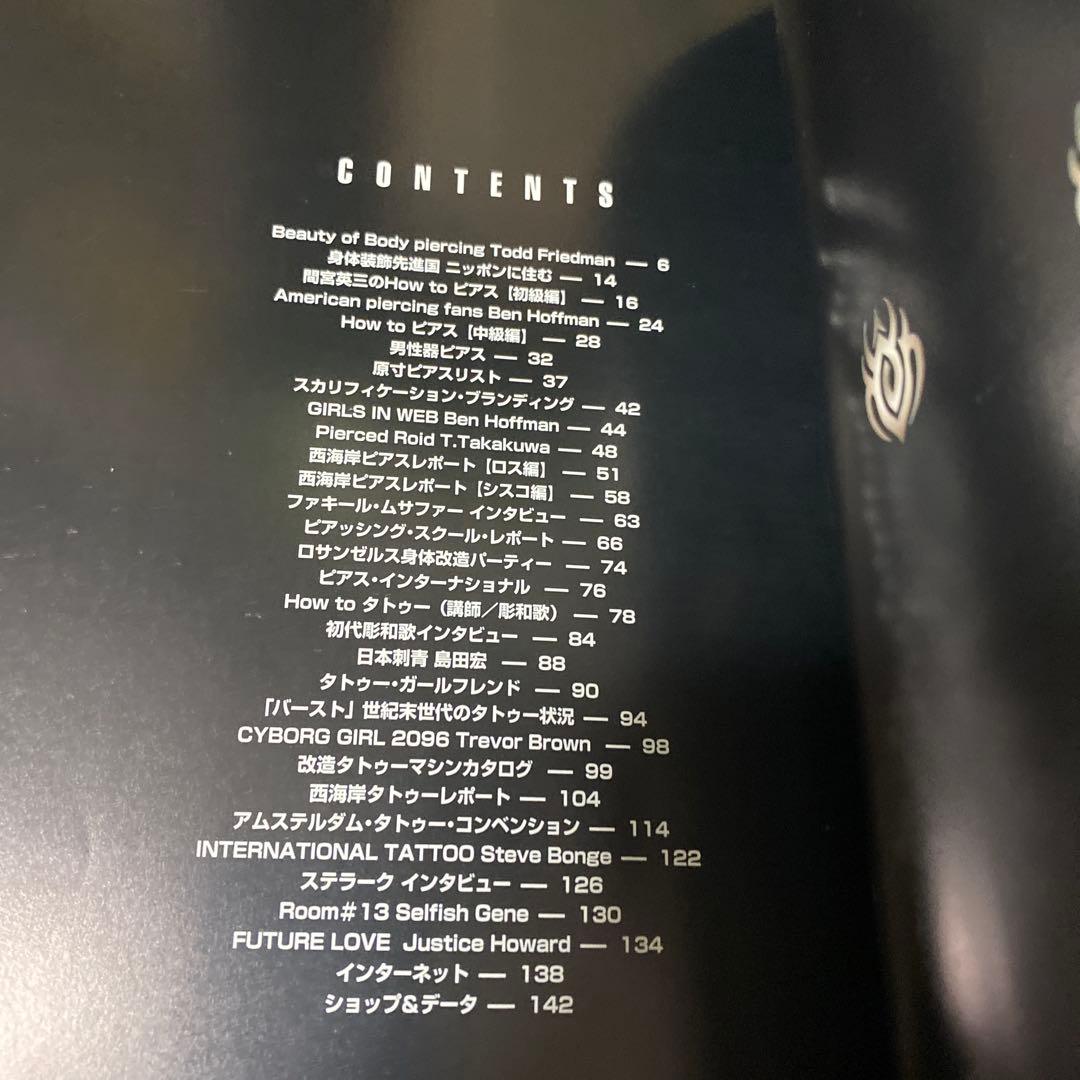 CONTENTS
Beauty of Body piercing Todd Friedman — 6
身体装飾先進国 ニッポンに住む — 14
間宮英三のHow to ピアス【初級編】 — 16
American piercing fans Ben Hoffman — 24
How to ピアス【中級編】 — 28
男性器ピアス — 32
原寸ピアスリスト — 37
スカリフィケーション・ブランディング — 42
GIRLS IN WEB Ben Hoffman — 44
Pierced Roid T.Takakuwa — 48
西海岸ピアスレポート【ロス編】 — 51
西海岸ピアスレポート【シスコ編】 — 58
ファキール・ムサファー インタビュー — 63
ピアッシング・スクール・レポート — 66
ロサンゼルス身体改造パーティー — 74
ピアス・インターナショナル — 76
How to タトゥー（講師／彫和歌） — 78
初代彫和歌インタビュー — 84
日本刺青 島田宏 — 88
タトゥー・ガールフレンド — 90
「バースト」世紀末世代のタトゥー状況 — 94
CYBORG GIRL 2096 Trevor Brown — 98
改造タトゥーマシンカタログ — 99
西海岸タトゥーレポート — 104
アムステルダム・タトゥー・コンベンション — 114
INTERNATIONAL TATTOO Steve Bonge — 122
ステラーク インタビュー — 126
Room#13 Selfish Gene — 130
FUTURE LOVE Justice Howard — 134
インターネット — 138
ショップ&データ — 142